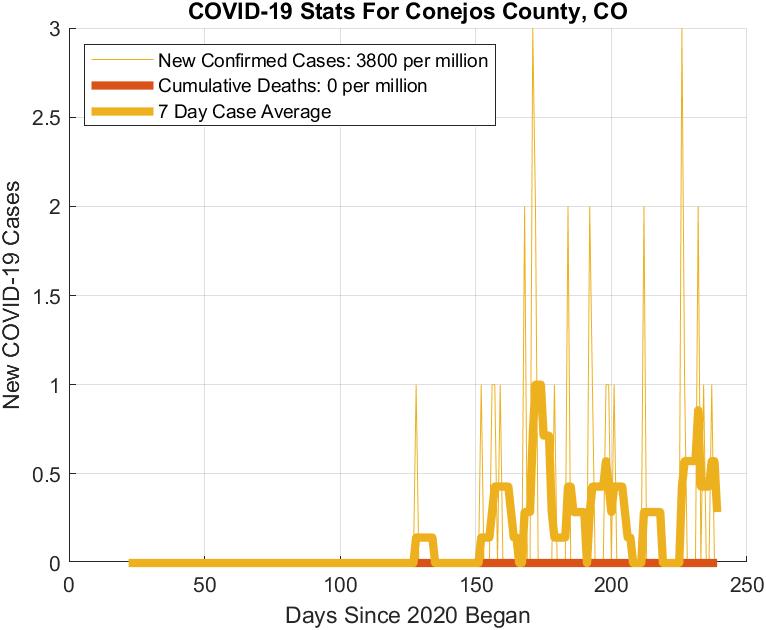 COVID-19 Stats For Conejos County, CO
New Confirmed Cases: 3800 per million
Cumulative Deaths: 0 per million
7 Day Case Average
New COVID-19 Cases
3
2.5
2
1.5
1
0.5
0
0 50 100 150 200 250
Days Since 2020 Began